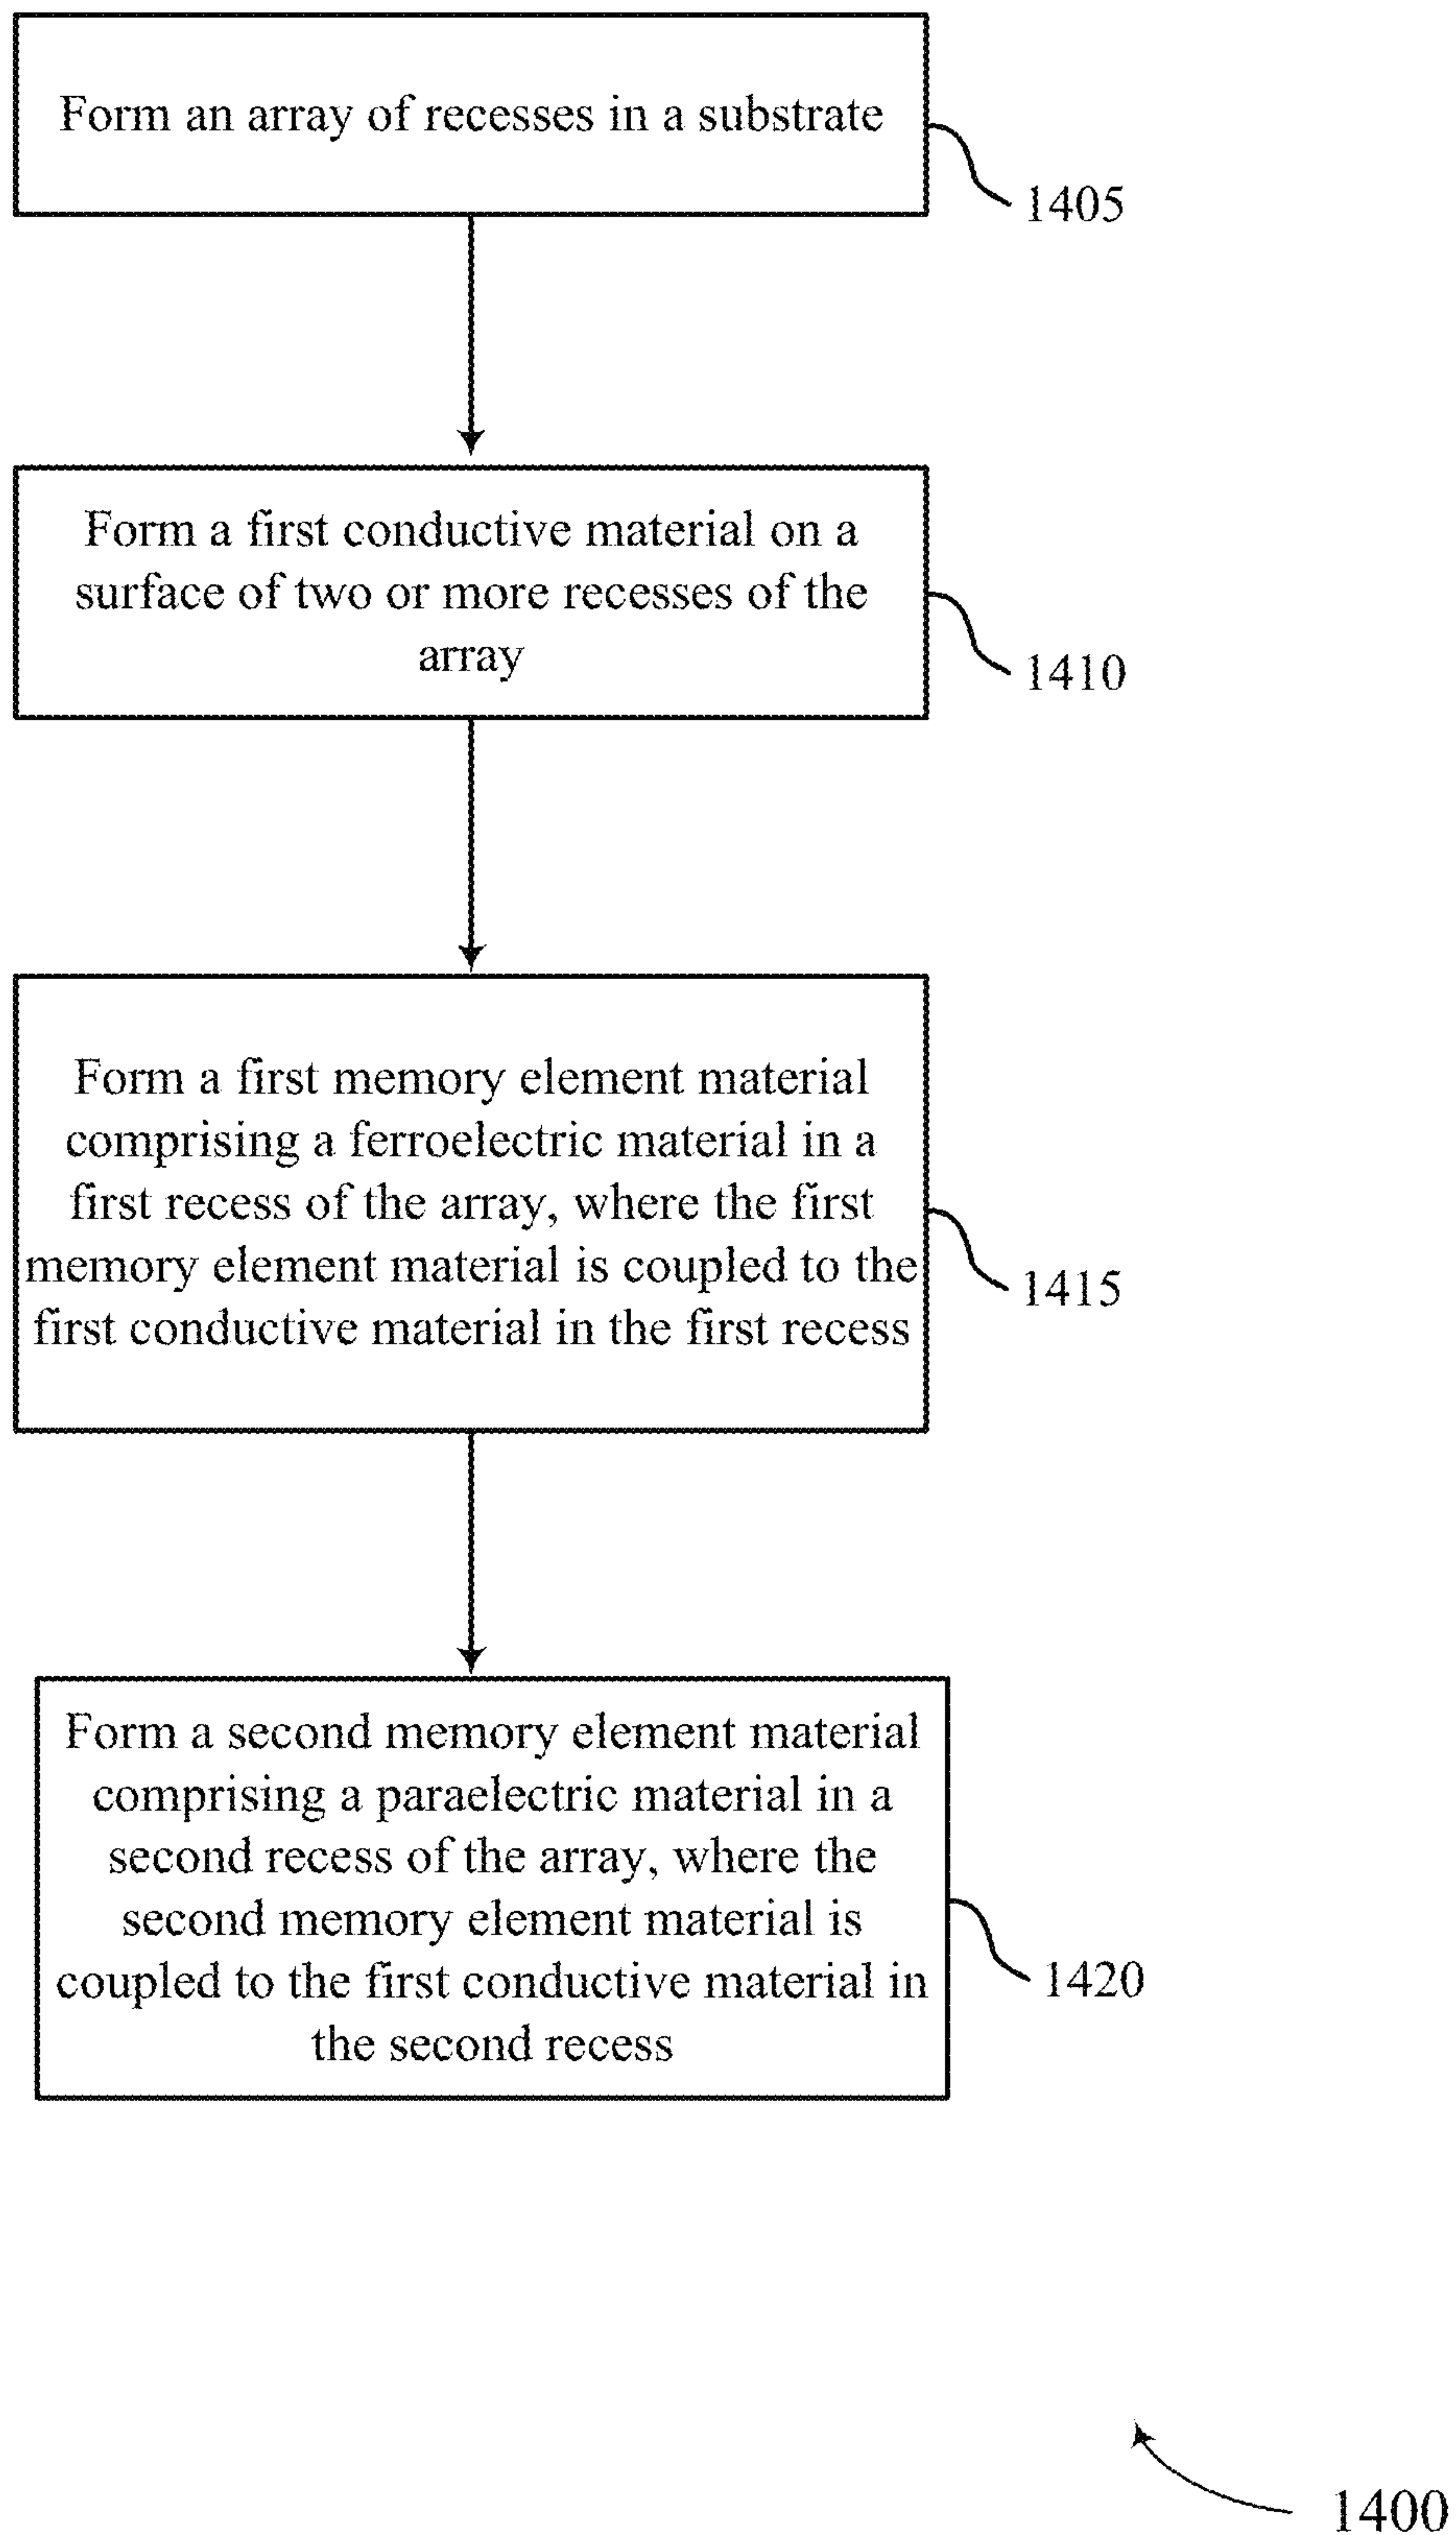 Form an array of recesses in a substrate
1405
Form a first conductive material on a
surface of two or more recesses of the
array
1410
Form a first memory element material
comprising a ferroelectric material in a
first recess of the array, where the first
memory element material is coupled to the
first conductive material in the first recess
1415
Form a second memory element material
comprising a paraelectric material in a
second recess of the array, where the
second memory element material is
coupled to the first conductive material in
the second recess
1420
1400